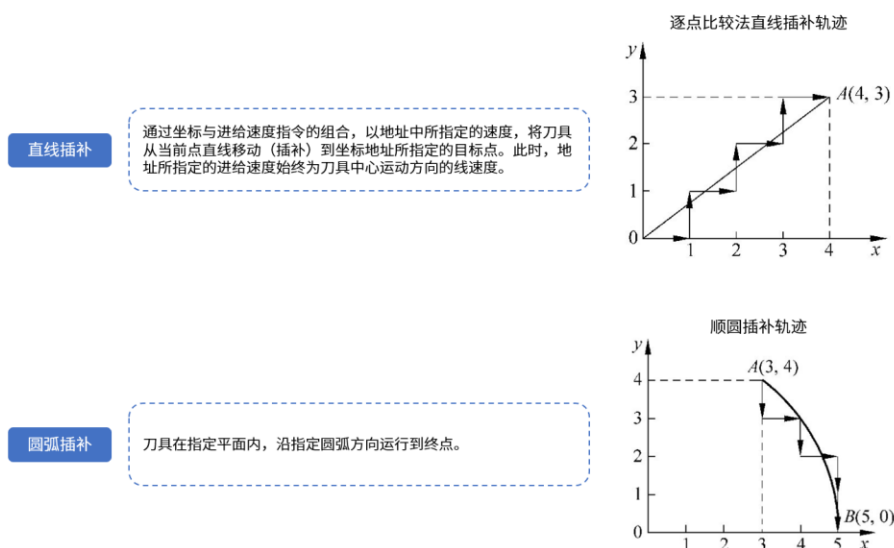 逐点比较法直线插补轨迹
y
3
A(4, 3)
直线插补
通过坐标与进给速度指令的组合，以地址中所指定的速度，将刀具
从当前点直线移动（插补）到坐标地址所指定的目标点。此时，地
址所指定的进给速度始终为刀具中心运动方向的线速度。
2
1
0
1 2 3 4 x
顺圆插补轨迹
y
A(3, 4)
4
3
圆弧插补
刀具在指定平面内，沿指定圆弧方向运行到终点。
2
1
B(5, 0)
0
1 2 3 4 5 x